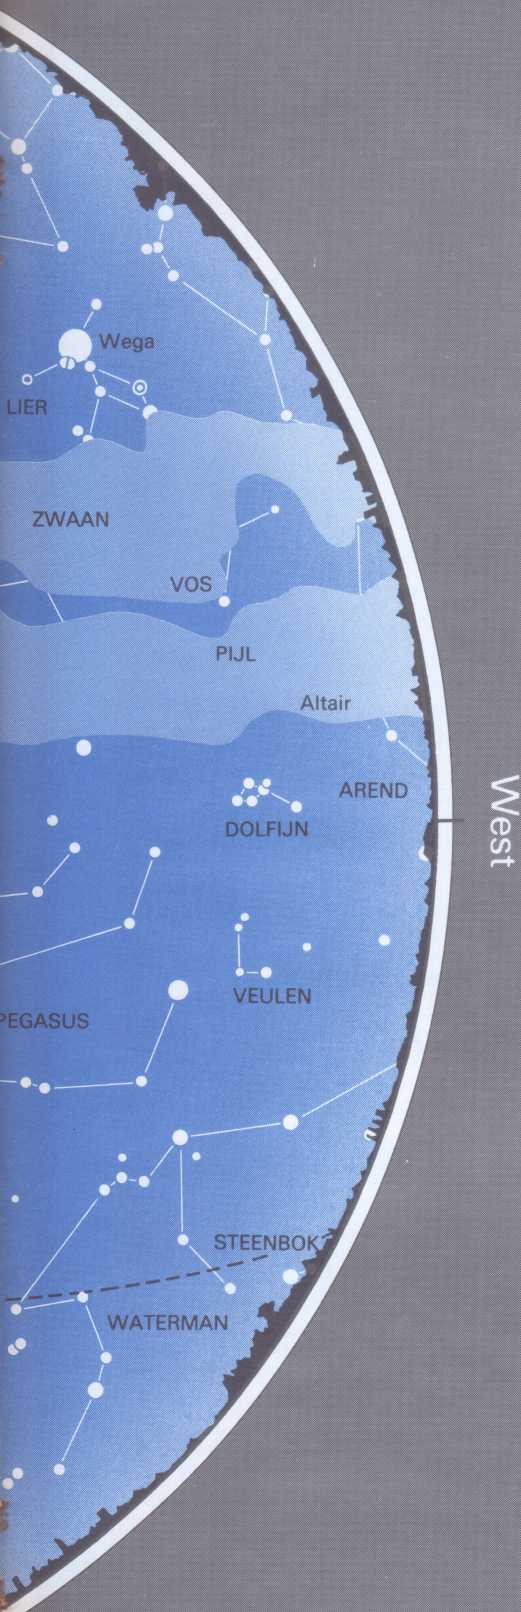 Wega
LIER
ZWAAN
VOS
PIJL
Altair
AREND
DOLFIJN
West
VEULEN
PEGASUS
STEENBOK
WATERMAN